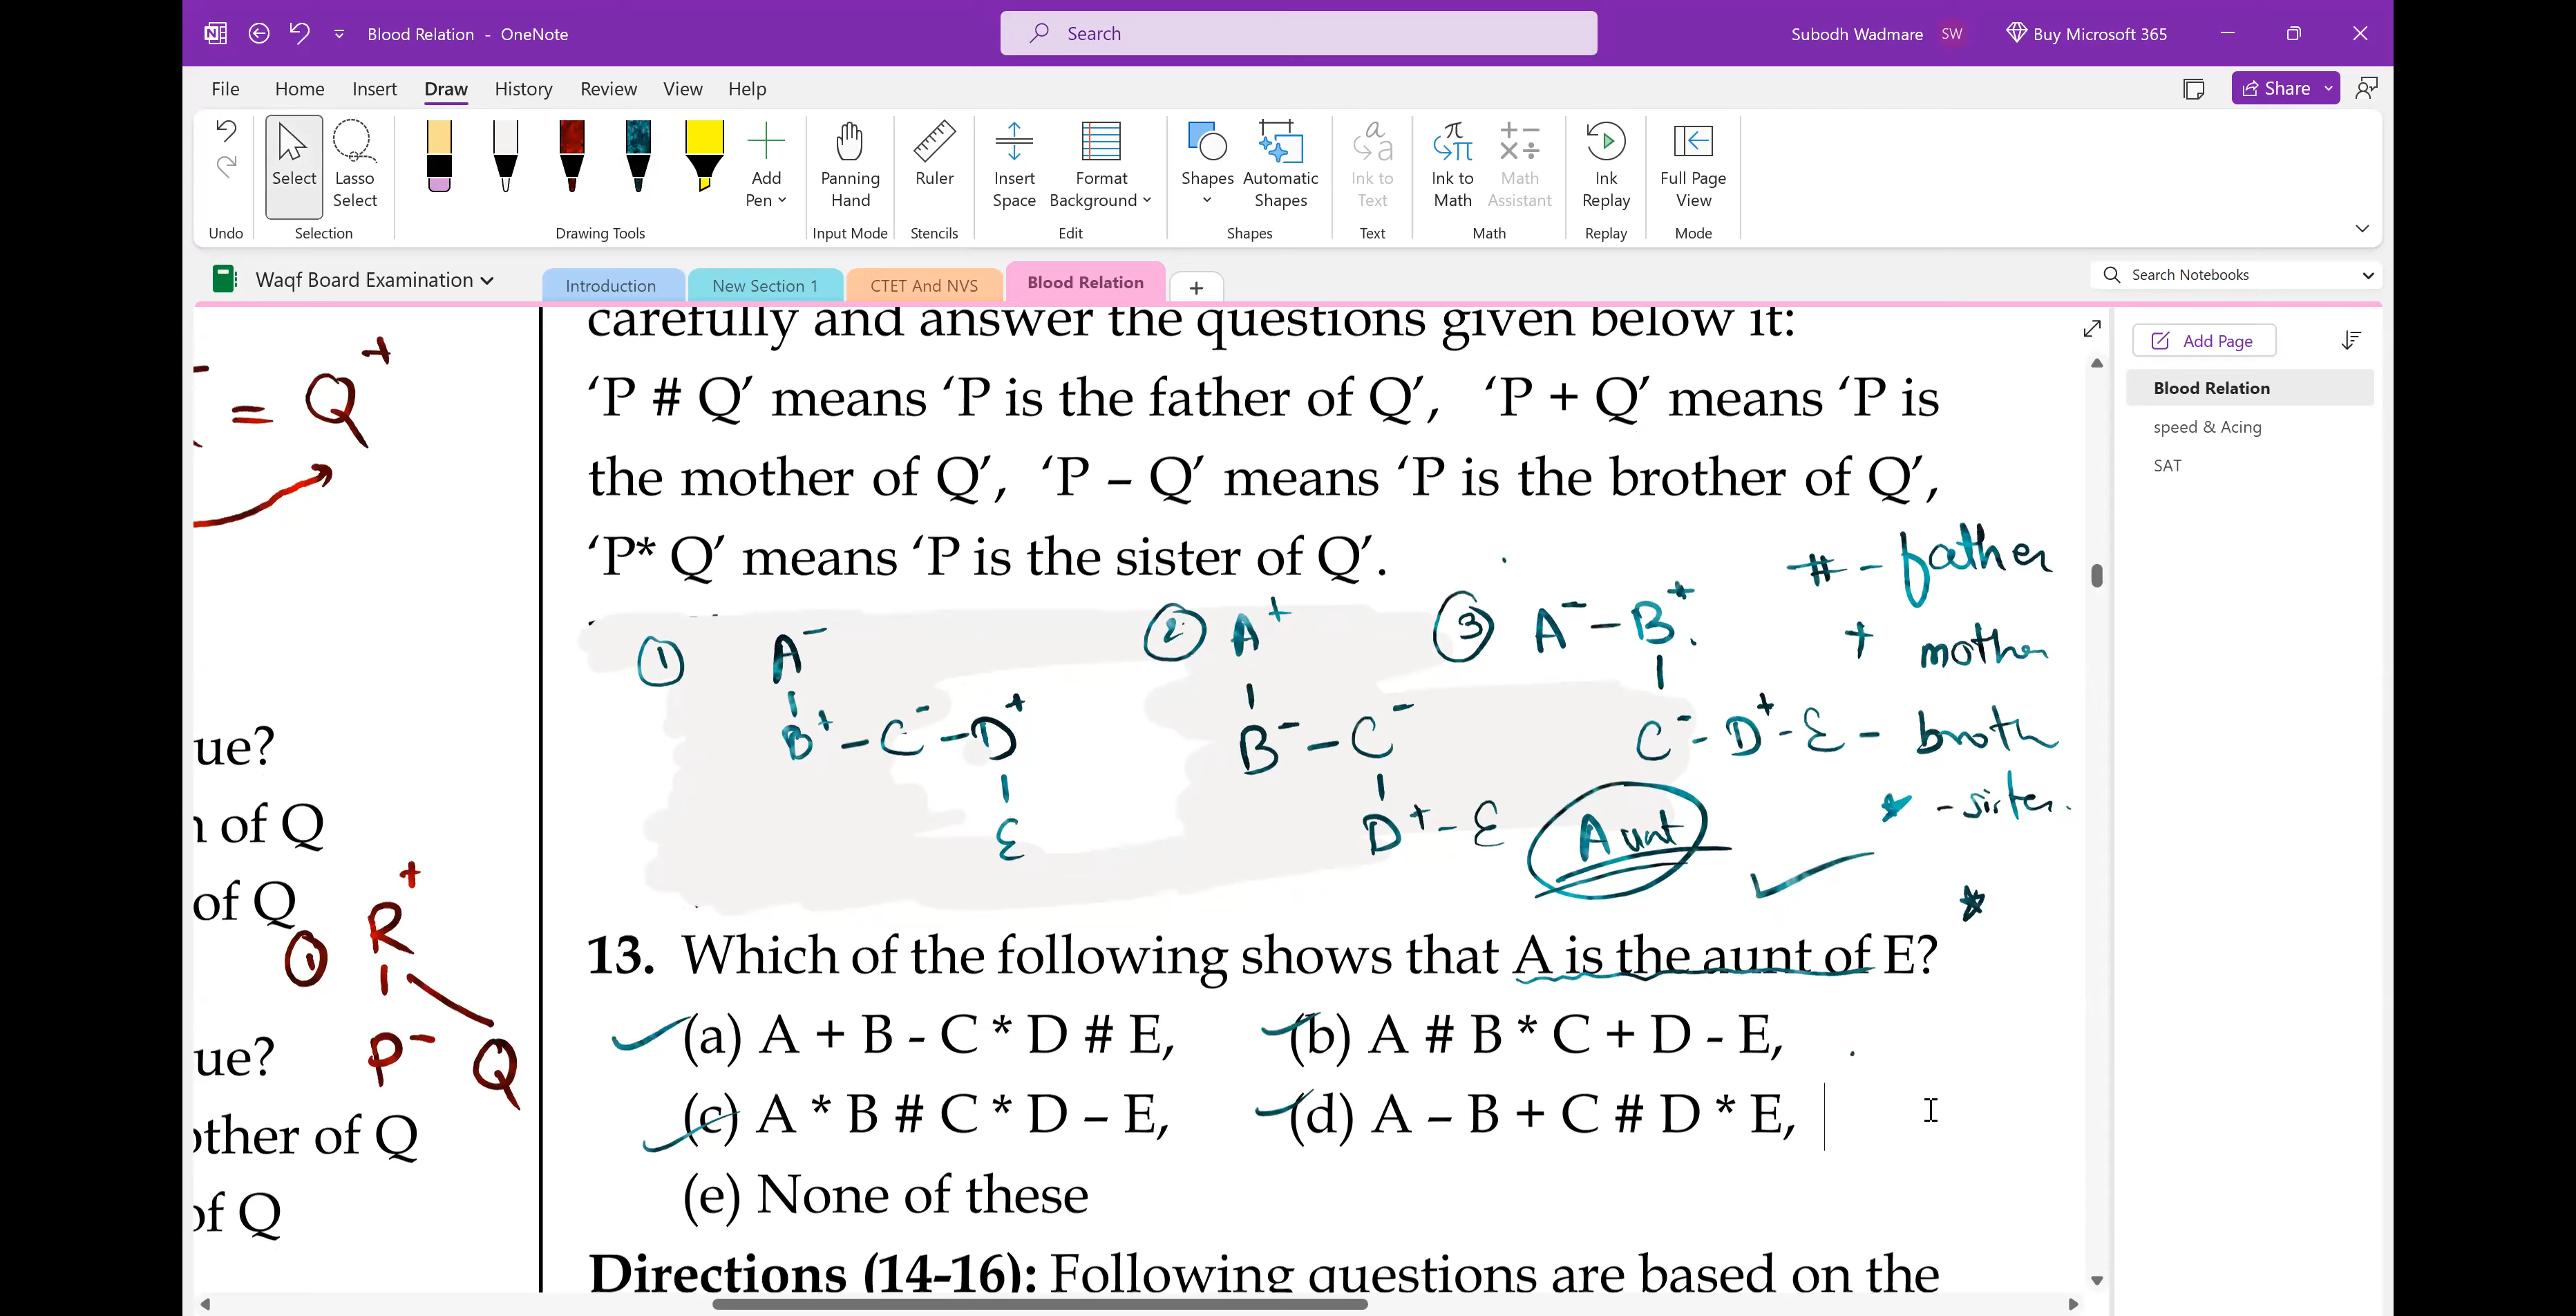 Blood Relation - OneNote
Search
Subodh Wadmare SW Buy Microsoft 365
File Home Insert Draw History Review View Help Share
Select Lasso Select Add Pen Panning Hand Ruler Insert Space Format Background Shapes Automatic Shapes Ink to Text Ink to Math Math Assistant Ink Replay Full Page View
Undo Selection Drawing Tools Input Mode Stencils Edit Shapes Text Math Replay Mode
Waqf Board Examination Introduction New Section 1 CTET And NVS Blood Relation + Search Notebooks
Add Page
Blood Relation
speed & Acing
SAT
= Q +
ue?
of Q
of Q
1 R +
P - Q
ue?
ther of Q
of Q
carefully and answer the questions given below it:
‘P # Q’ means ‘P is the father of Q’, ‘P + Q’ means ‘P is
the mother of Q’, ‘P – Q’ means ‘P is the brother of Q’,
‘P* Q’ means ‘P is the sister of Q’.
# - father
+ mother
- broth
* - sister.
*
1 A -
B + - C - - D +
E
2 A +
B - - C -
D + - E
3 A - - B +
C - - D + - E
Aunt
13. Which of the following shows that A is the aunt of E?
(a) A + B - C * D # E, (b) A # B * C + D - E,
(c) A * B # C * D – E, (d) A – B + C # D * E,
(e) None of these
Directions (14-16): Following questions are based on the